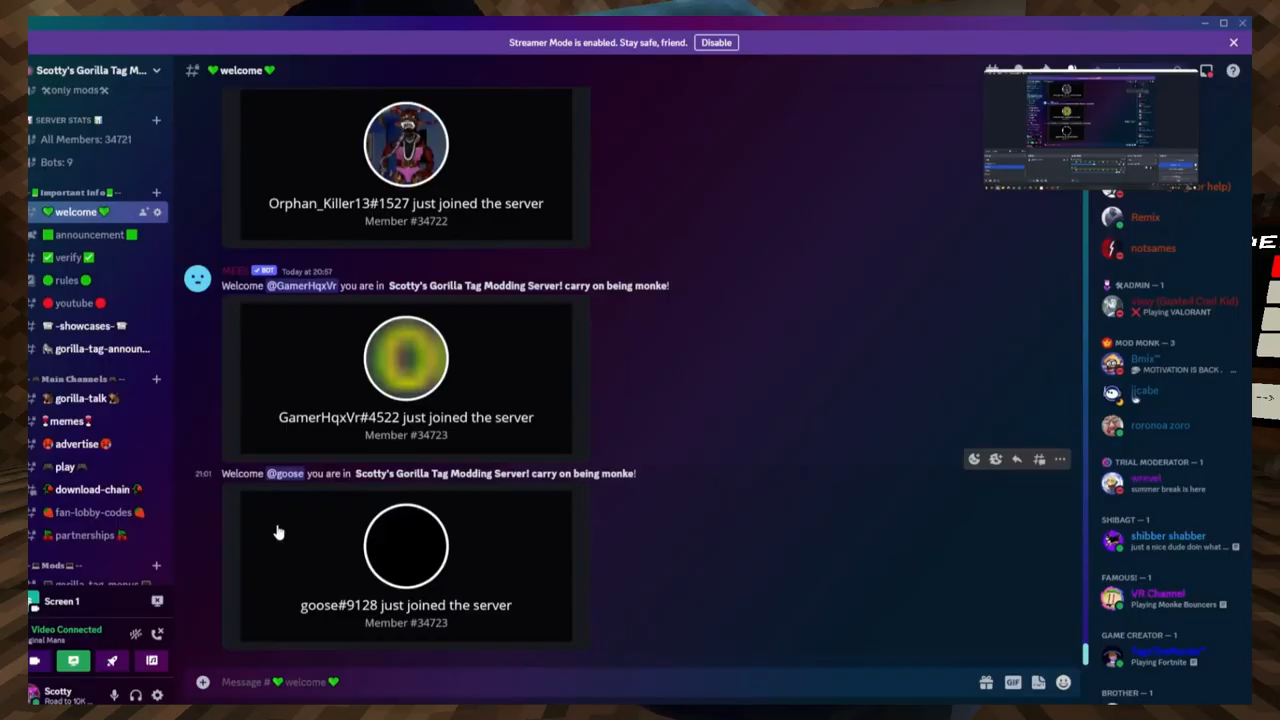 Streamer Mode is enabled. Stay safe, friend. Disable
Scotty's Gorilla Tag M...
🛠only mods🛠
SERVER STATS
All Members: 34721
Bots: 9
Important Info
welcome
announcement
verify
rules
youtube
-showcases-
gorilla-tag-announ...
Main Channels
gorilla-talk
memes
advertise
play
download-chain
fan-lobby-codes
partnerships
Mods
gorilla_tag_menus
Screen 1
Video Connected
Scotty
Road to 10K ...
# 💚welcome💚
Orphan_Killer13#1527 just joined the server
Member #34722
BOT Today at 20:57
Welcome @GamerHqxVr you are in Scotty's Gorilla Tag Modding Server! carry on being monke!
GamerHqxVr#4522 just joined the server
Member #34723
21:01 Welcome @goose you are in Scotty's Gorilla Tag Modding Server! carry on being monke!
goose#9128 just joined the server
Member #34723
Message # 💚welcome💚
GIF
or help)
Remix
notsames
ADMIN — 1
Playing VALORANT
MOD MONK — 3
Bmix™
MOTIVATION IS BACK . ...
jjcabe
roronoa zoro
TRIAL MODERATOR — 1
summer break is here
SHIBAGT — 1
shibber shabber
just a nice dude doin what ...
FAMOUS! — 1
VR Channel
Playing Monke Bouncers
GAME CREATOR — 1
Playing Fortnite
BROTHER — 1
-->